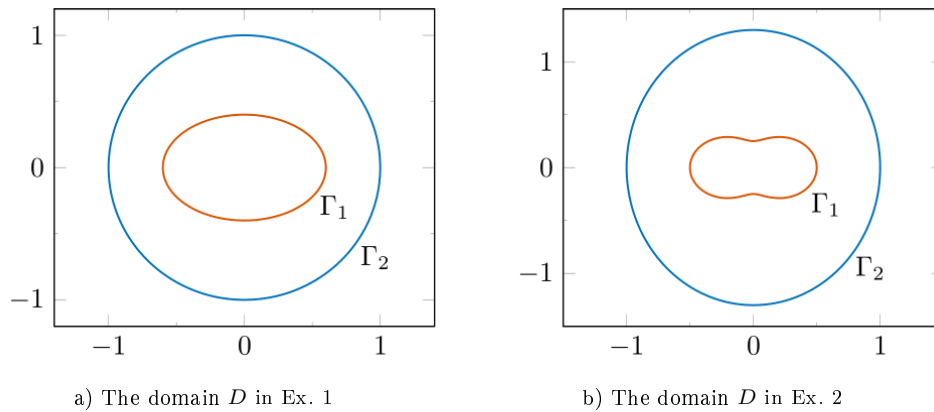 1
0
−1
Γ1
Γ2
−1 0 1
a) The domain D in Ex. 1
1
0
−1
Γ1
Γ2
−1 0 1
b) The domain D in Ex. 2